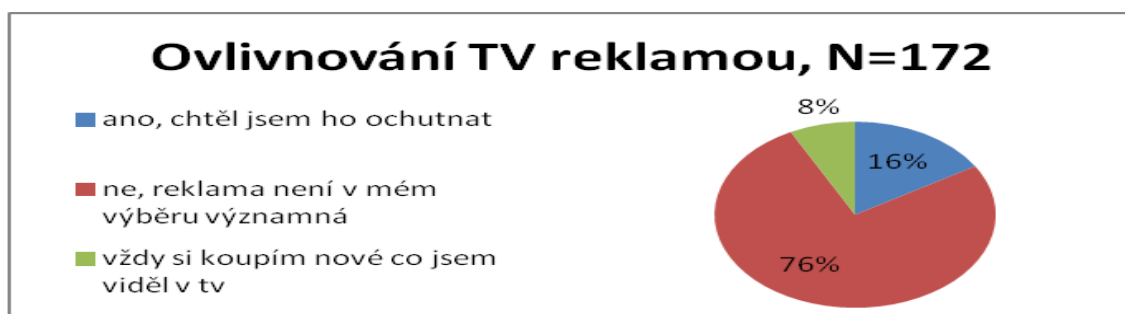 Ovlivnování TV reklamou, N=172
ano, chtěl jsem ho ochutnat
ne, reklama není v mém
výběru významná
vždy si koupím nové co jsem
viděl v tv
8%
16%
76%